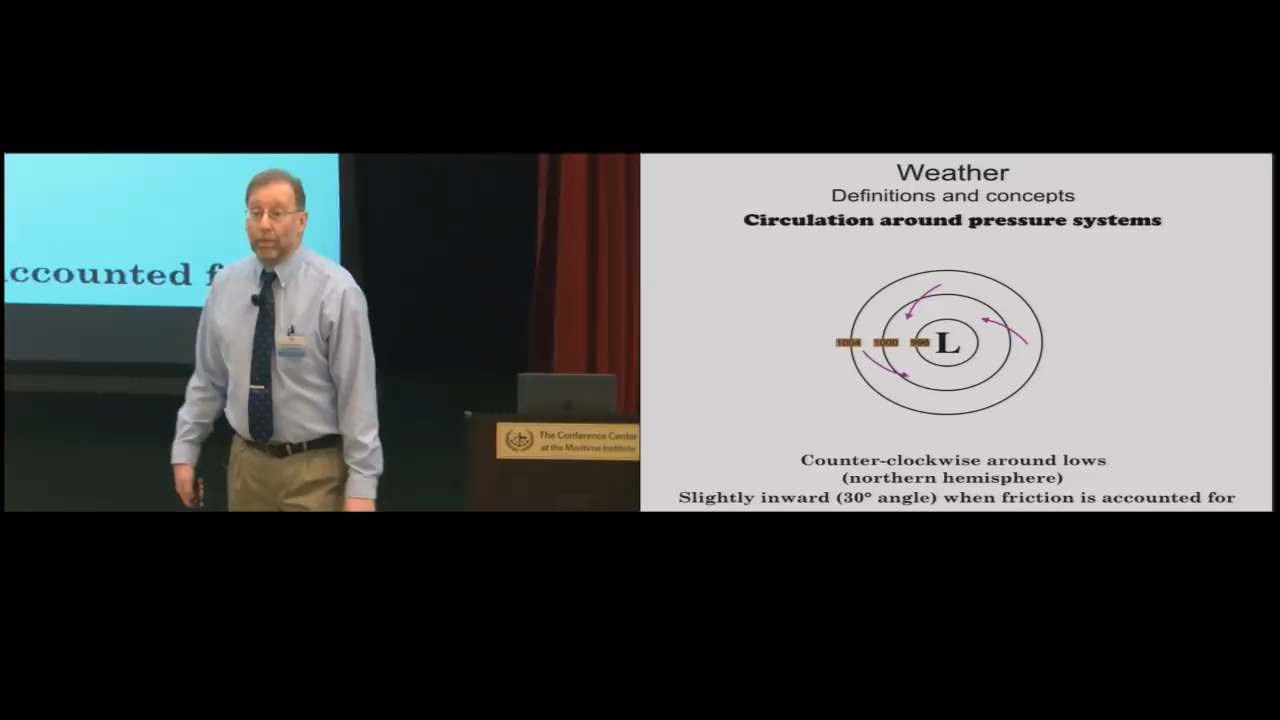 accounted f
The Conference Center
at the Maritime Institute
Weather
Definitions and concepts
Circulation around pressure systems
1004 1000 996 L
Counter-clockwise around lows
(northern hemisphere)
Slightly inward (30° angle) when friction is accounted for